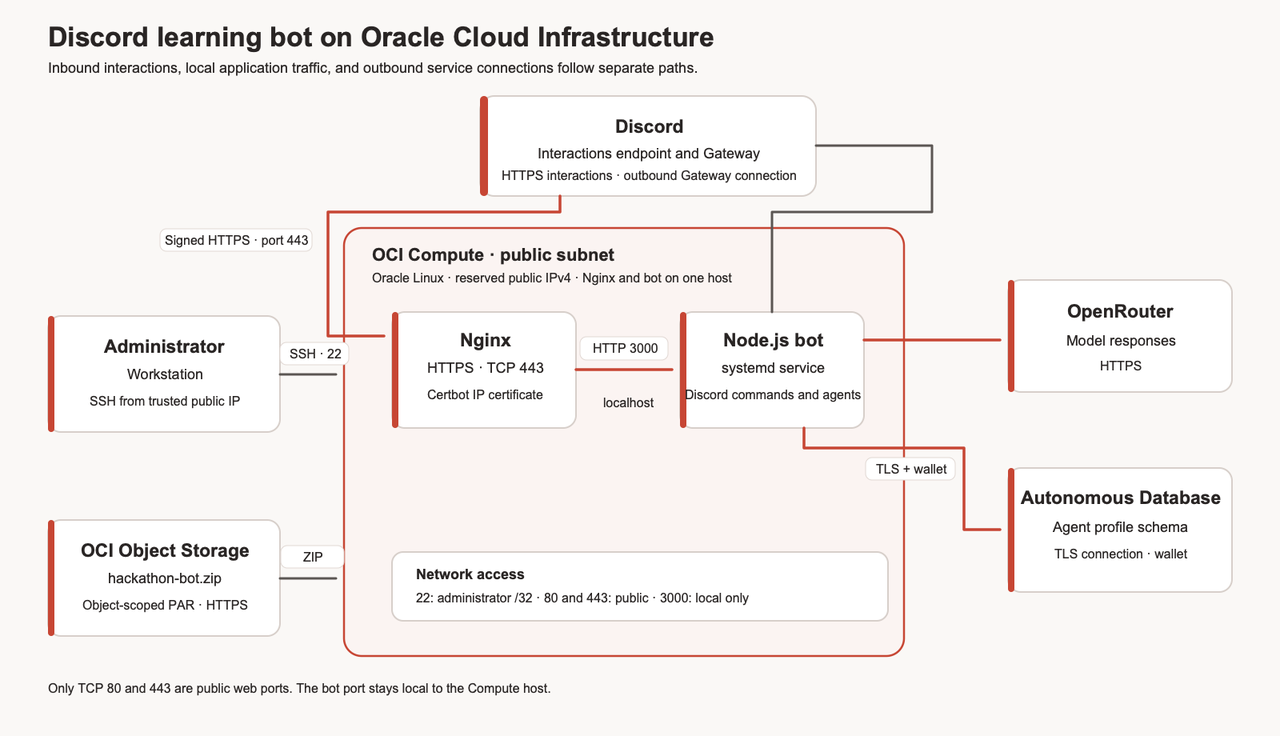 Discord learning bot on Oracle Cloud Infrastructure
Inbound interactions, local application traffic, and outbound service connections follow separate paths.
Discord
Interactions endpoint and Gateway
HTTPS interactions · outbound Gateway connection
Signed HTTPS · port 443
OCI Compute · public subnet
Oracle Linux · reserved public IPv4 · Nginx and bot on one host
Administrator
Workstation
SSH from trusted public IP
SSH · 22
Nginx
HTTPS · TCP 443
Certbot IP certificate
HTTP 3000
localhost
Node.js bot
systemd service
Discord commands and agents
OpenRouter
Model responses
HTTPS
TLS + wallet
Autonomous Database
Agent profile schema
TLS connection · wallet
OCI Object Storage
hackathon-bot.zip
Object-scoped PAR · HTTPS
ZIP
Network access
22: administrator /32 · 80 and 443: public · 3000: local only
Only TCP 80 and 443 are public web ports. The bot port stays local to the Compute host.